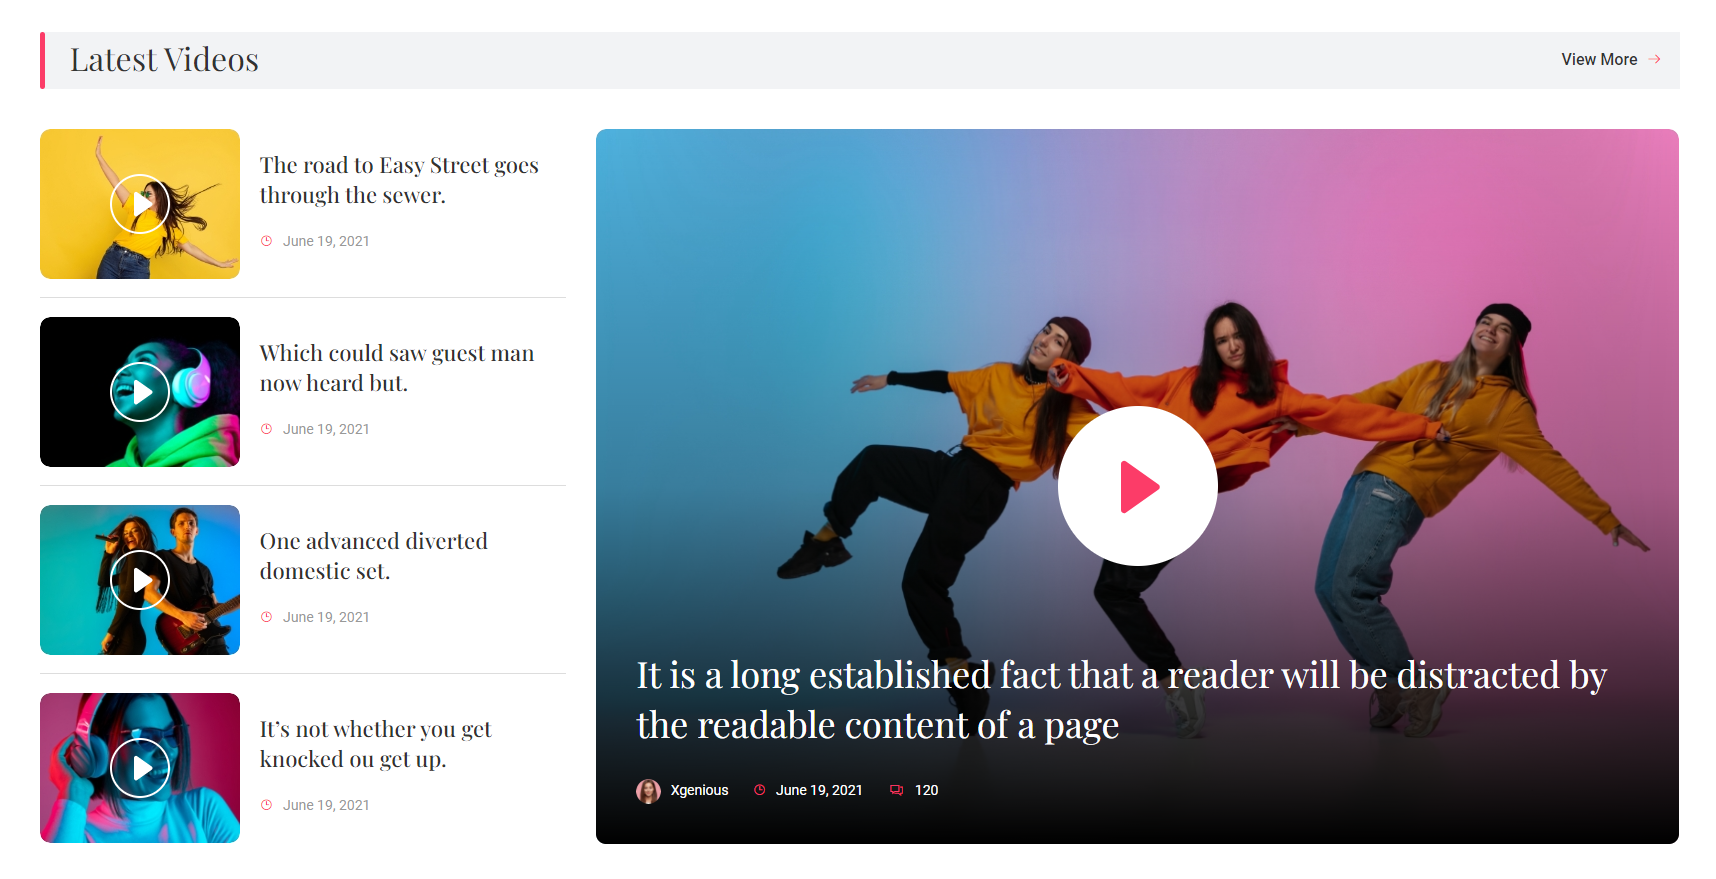 Latest Videos
View More
The road to Easy Street goes
through the sewer.
June 19, 2021
Which could saw guest man
now heard but.
June 19, 2021
One advanced diverted
domestic set.
June 19, 2021
It’s not whether you get
knocked ou get up.
June 19, 2021
It is a long established fact that a reader will be distracted by
the readable content of a page
Xgenious June 19, 2021 120